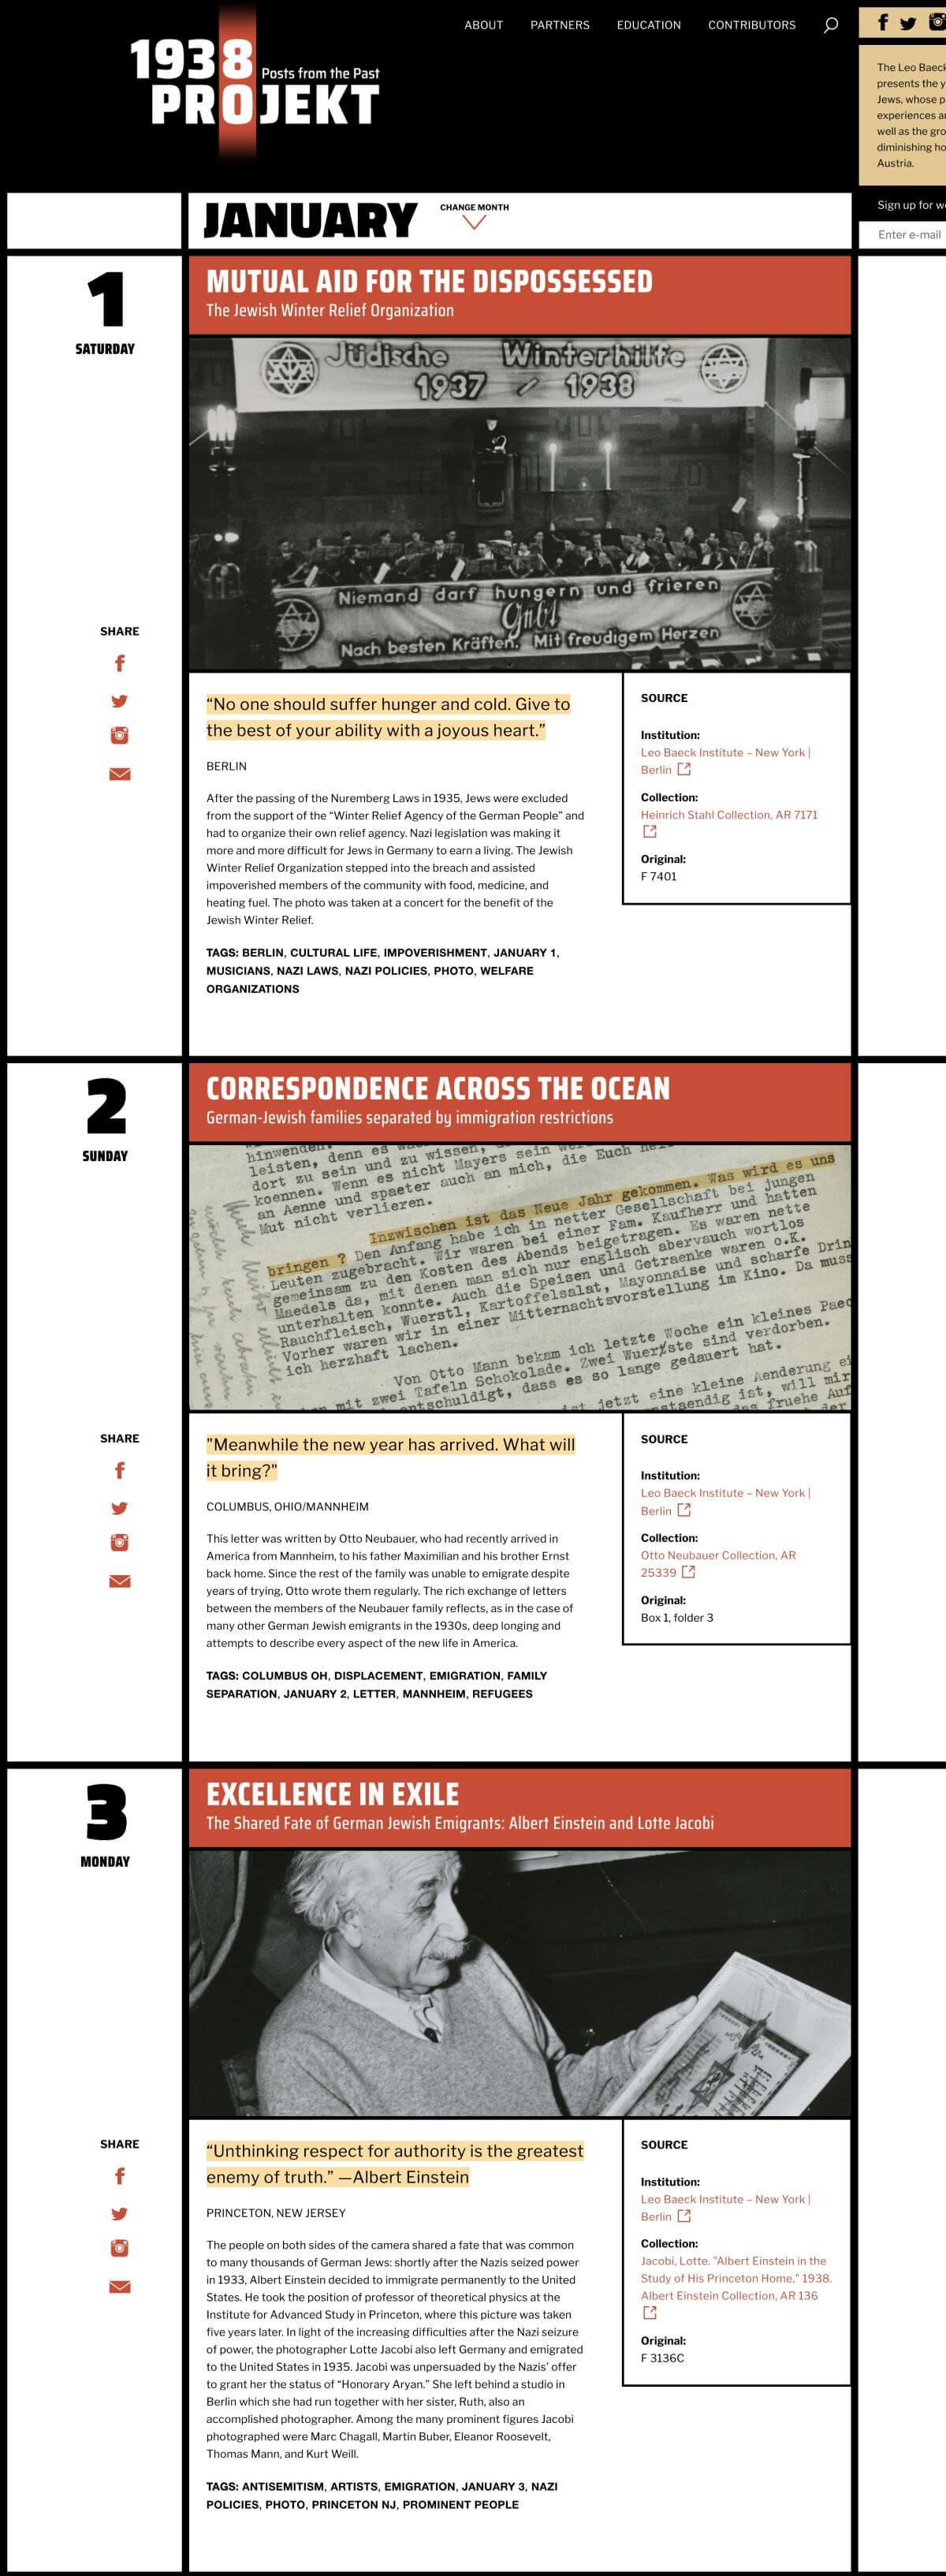 ABOUT PARTNERS EDUCATION CONTRIBUTORS
1938
Posts from the Past
PROJEKT
The Leo Baeck
presents the y
Jews, whose p
experiences a
well as the gro
diminishing ho
Austria.
Sign up for w
Enter e-mail
JANUARY
CHANGE MONTH
1
SATURDAY
MUTUAL AID FOR THE DISPOSSESSED
The Jewish Winter Relief Organization
Jüdische Winterhilfe
1937 / 1938
Niemand darf hungern und frieren
Gebt
Nach besten Kräften. Mit freudigem Herzen
SHARE
“No one should suffer hunger and cold. Give to
the best of your ability with a joyous heart.”
BERLIN
After the passing of the Nuremberg Laws in 1935, Jews were excluded
from the support of the “Winter Relief Agency of the German People” and
had to organize their own relief agency. Nazi legislation was making it
more and more difficult for Jews in Germany to earn a living. The Jewish
Winter Relief Organization stepped into the breach and assisted
impoverished members of the community with food, medicine, and
heating fuel. The photo was taken at a concert for the benefit of the
Jewish Winter Relief.
TAGS: BERLIN, CULTURAL LIFE, IMPOVERISHMENT, JANUARY 1,
MUSICIANS, NAZI LAWS, NAZI POLICIES, PHOTO, WELFARE
ORGANIZATIONS
SOURCE
Institution:
Leo Baeck Institute – New York |
Berlin
Collection:
Heinrich Stahl Collection, AR 7171
Original:
F 7401
2
SUNDAY
CORRESPONDENCE ACROSS THE OCEAN
German-Jewish families separated by immigration restrictions
hinwenden.
leisten, denn es
dort zu sein und zu wissen,
koennen. Wenn es nicht Mayers sein
an Aenne und spaeter auch an mich, die Euch
Mut nicht verlieren.
Inzwischen ist das Neue Jahr gekommen. Was wird es uns
bringen ? Den Anfang habe ich in netter Gesellschaft bei jungen
Leuten zugebracht. Wir waren bei einer Fam. Kaufherr und hatten
gemeinsam zu den Kosten des Abends beigetragen. Es waren nette
Maedels da, mit denen man sich nur englisch abervauch wortlos
unterhalten konnte. Auch die Speisen und Getraenke waren o.K.
Rauchfleisch, Wuerstl, Kartoffelsalat, Mayonnaise und scharfe Drin
Vorher waren wir in einer Mitternachtsvorstellung im Kino. Da muss
ich herzhaft lachen.
Von Otto Mann bekam ich letzte Woche ein kleines Paec
mit zwei Tafeln Schokolade. Zwei Wuerste sind verdorben.
entschuldigt, dass es so lange gedauert hat.
jetzt eine kleine Aenderung ei
ist, will mir
das fruehe Auf
der
SHARE
"Meanwhile the new year has arrived. What will
it bring?"
COLUMBUS, OHIO/MANNHEIM
This letter was written by Otto Neubauer, who had recently arrived in
America from Mannheim, to his father Maximilian and his brother Ernst
back home. Since the rest of the family was unable to emigrate despite
years of trying, Otto wrote them regularly. The rich exchange of letters
between the members of the Neubauer family reflects, as in the case of
many other German Jewish emigrants in the 1930s, deep longing and
attempts to describe every aspect of the new life in America.
TAGS: COLUMBUS OH, DISPLACEMENT, EMIGRATION, FAMILY
SEPARATION, JANUARY 2, LETTER, MANNHEIM, REFUGEES
SOURCE
Institution:
Leo Baeck Institute – New York |
Berlin
Collection:
Otto Neubauer Collection, AR
25339
Original:
Box 1, folder 3
3
MONDAY
EXCELLENCE IN EXILE
The Shared Fate of German Jewish Emigrants: Albert Einstein and Lotte Jacobi
SHARE
“Unthinking respect for authority is the greatest
enemy of truth.” —Albert Einstein
PRINCETON, NEW JERSEY
The people on both sides of the camera shared a fate that was common
to many thousands of German Jews: shortly after the Nazis seized power
in 1933, Albert Einstein decided to immigrate permanently to the United
States. He took the position of professor of theoretical physics at the
Institute for Advanced Study in Princeton, where this picture was taken
five years later. In light of the increasing difficulties after the Nazi seizure
of power, the photographer Lotte Jacobi also left Germany and emigrated
to the United States in 1935. Jacobi was unpersuaded by the Nazis’ offer
to grant her the status of “Honorary Aryan.” She left behind a studio in
Berlin which she had run together with her sister, Ruth, also an
accomplished photographer. Among the many prominent figures Jacobi
photographed were Marc Chagall, Martin Buber, Eleanor Roosevelt,
Thomas Mann, and Kurt Weill.
TAGS: ANTISEMITISM, ARTISTS, EMIGRATION, JANUARY 3, NAZI
POLICIES, PHOTO, PRINCETON NJ, PROMINENT PEOPLE
SOURCE
Institution:
Leo Baeck Institute – New York |
Berlin
Collection:
Jacobi, Lotte. "Albert Einstein in the
Study of His Princeton Home," 1938.
Albert Einstein Collection, AR 136
Original:
F 3136C